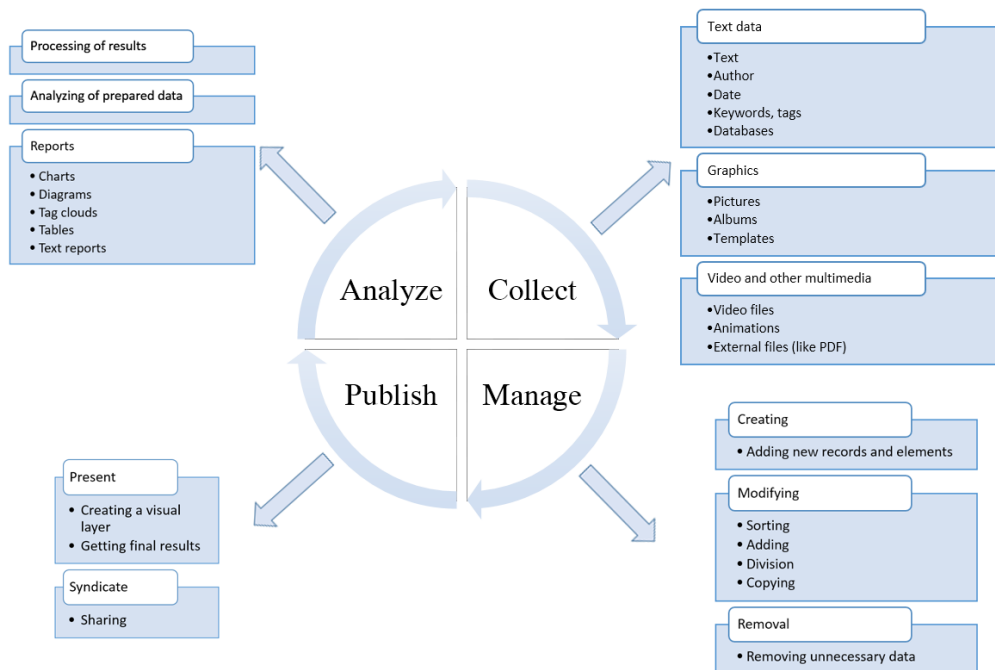 Processing of results
Analyzing of prepared data
Reports
• Charts
• Diagrams
• Tag clouds
• Tables
• Text reports
Text data
•Text
•Author
•Date
•Keywords, tags
•Databases
Graphics
•Pictures
•Albums
•Templates
Video and other multimedia
•Video files
•Animations
•External files (like PDF)
Analyze
Collect
Publish
Manage
Present
• Creating a visual
layer
• Getting final results
Syndicate
• Sharing
Creating
• Adding new records and elements
Modifying
• Sorting
• Adding
• Division
• Copying
Removal
• Removing unnecessary data